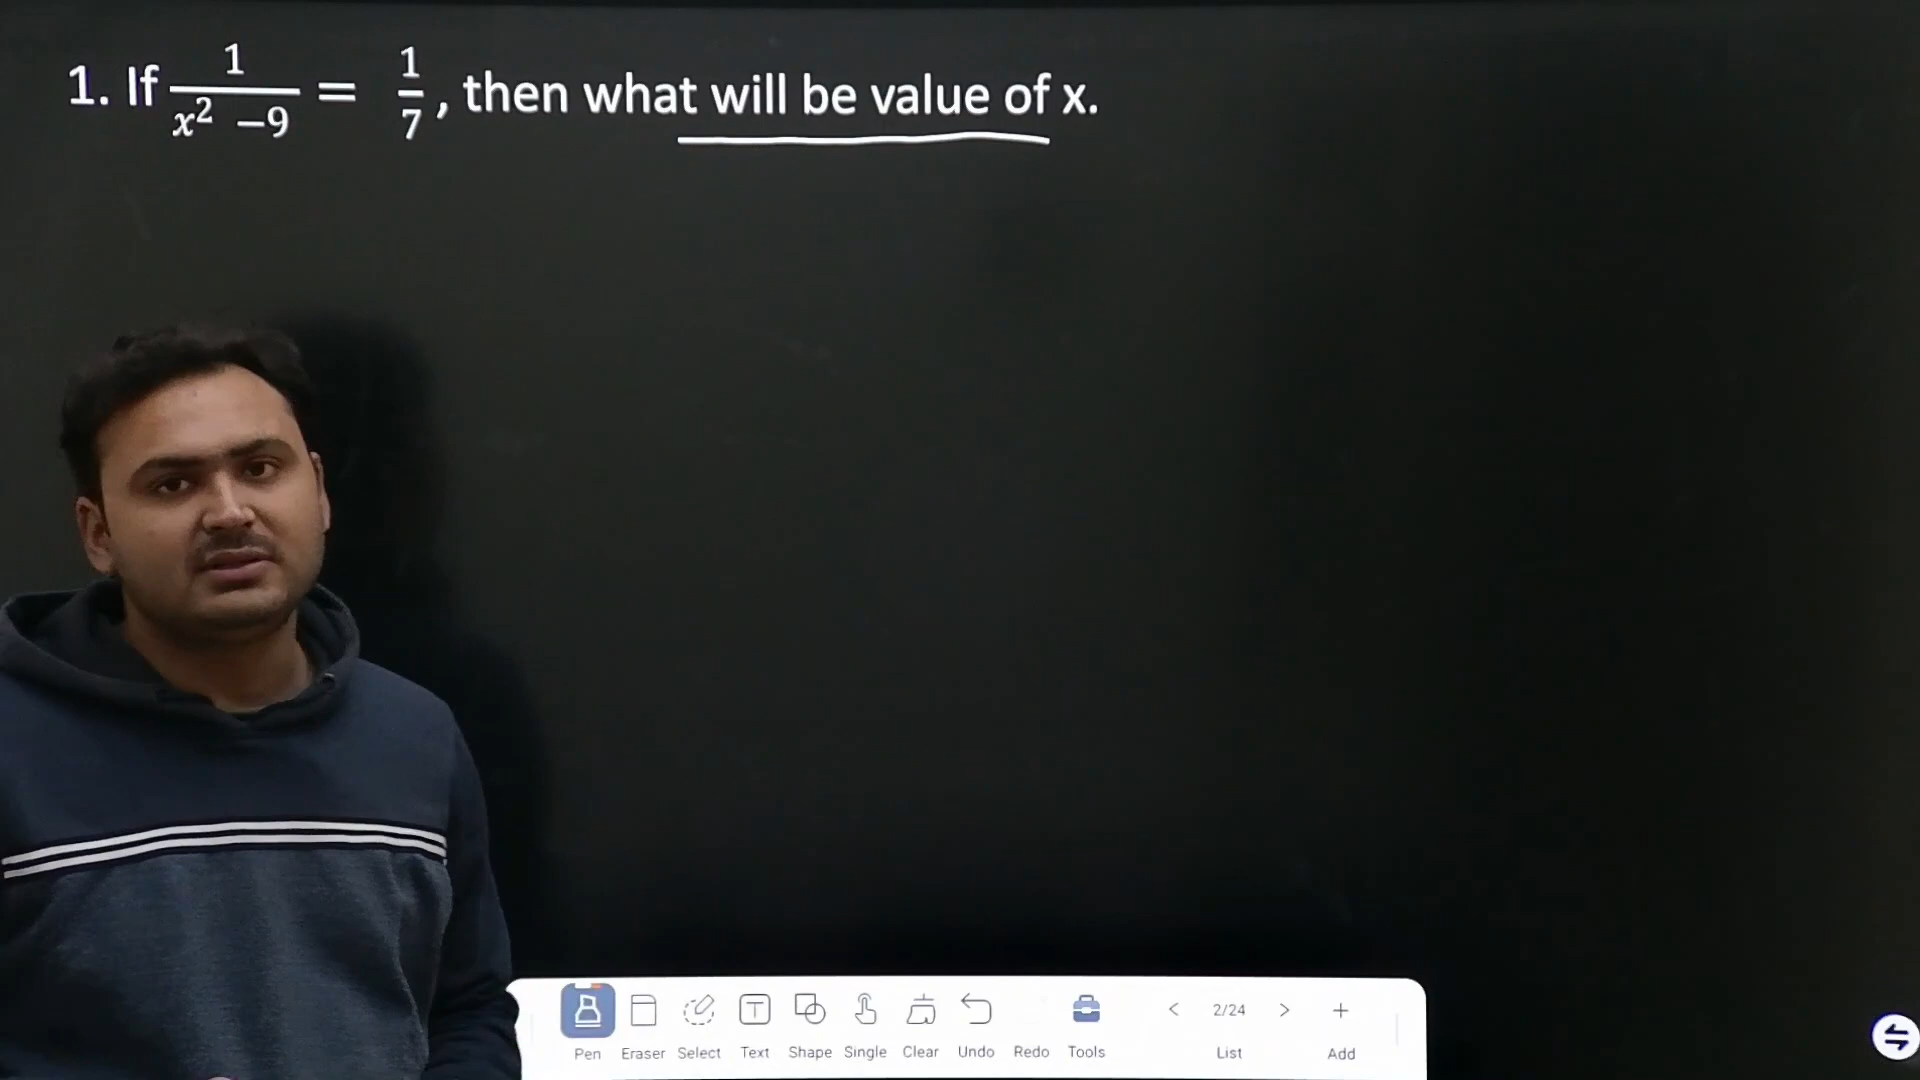 1. If 1/(x² −9) = 1/7, then what will be value of x.
Pen Eraser Select Text Shape Single Clear Undo Redo Tools < 2/24 > List + Add